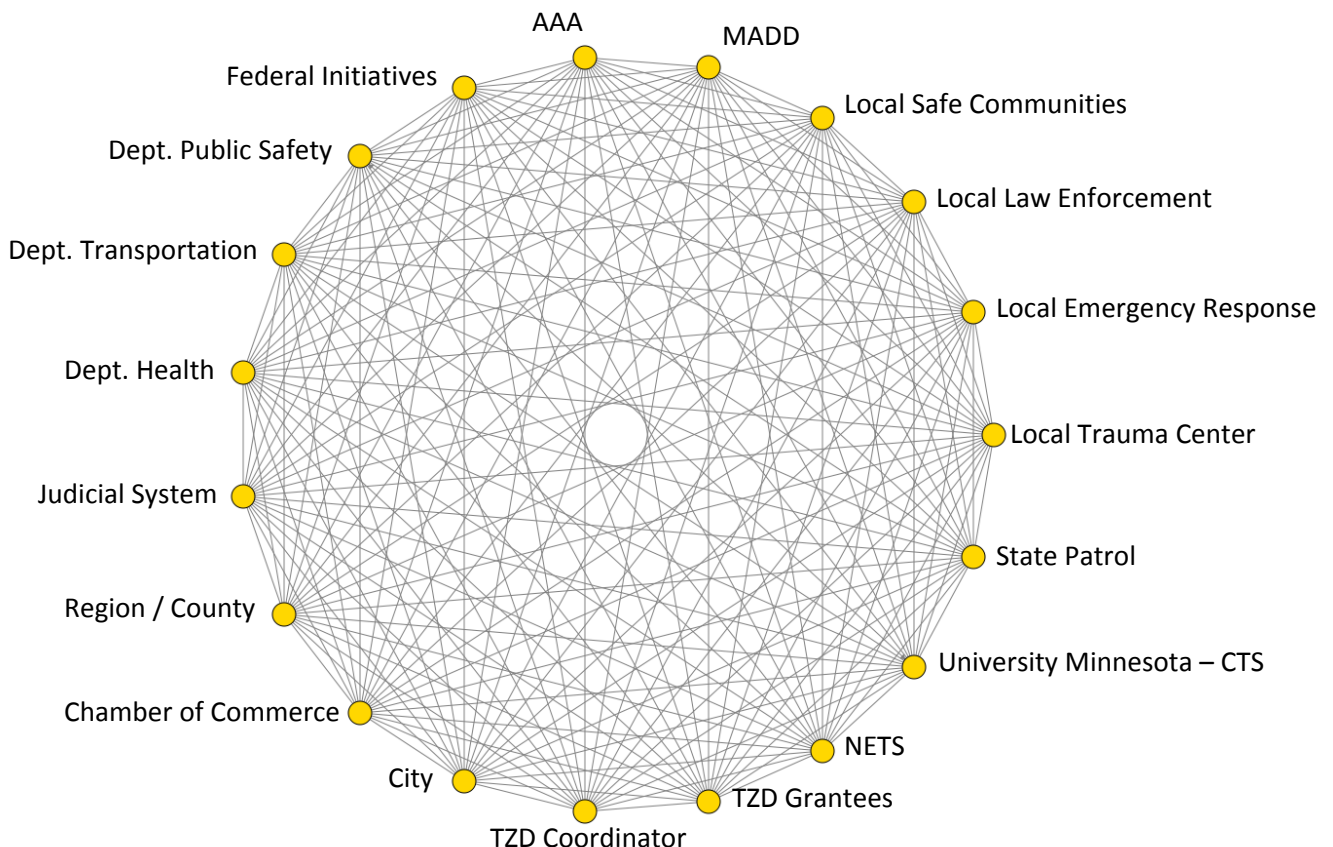 AAA
MADD
Federal Initiatives
Local Safe Communities
Dept. Public Safety
Local Law Enforcement
Dept. Transportation
Local Emergency Response
Dept. Health
Local Trauma Center
Judicial System
State Patrol
Region / County
University Minnesota – CTS
Chamber of Commerce
NETS
City
TZD Grantees
TZD Coordinator